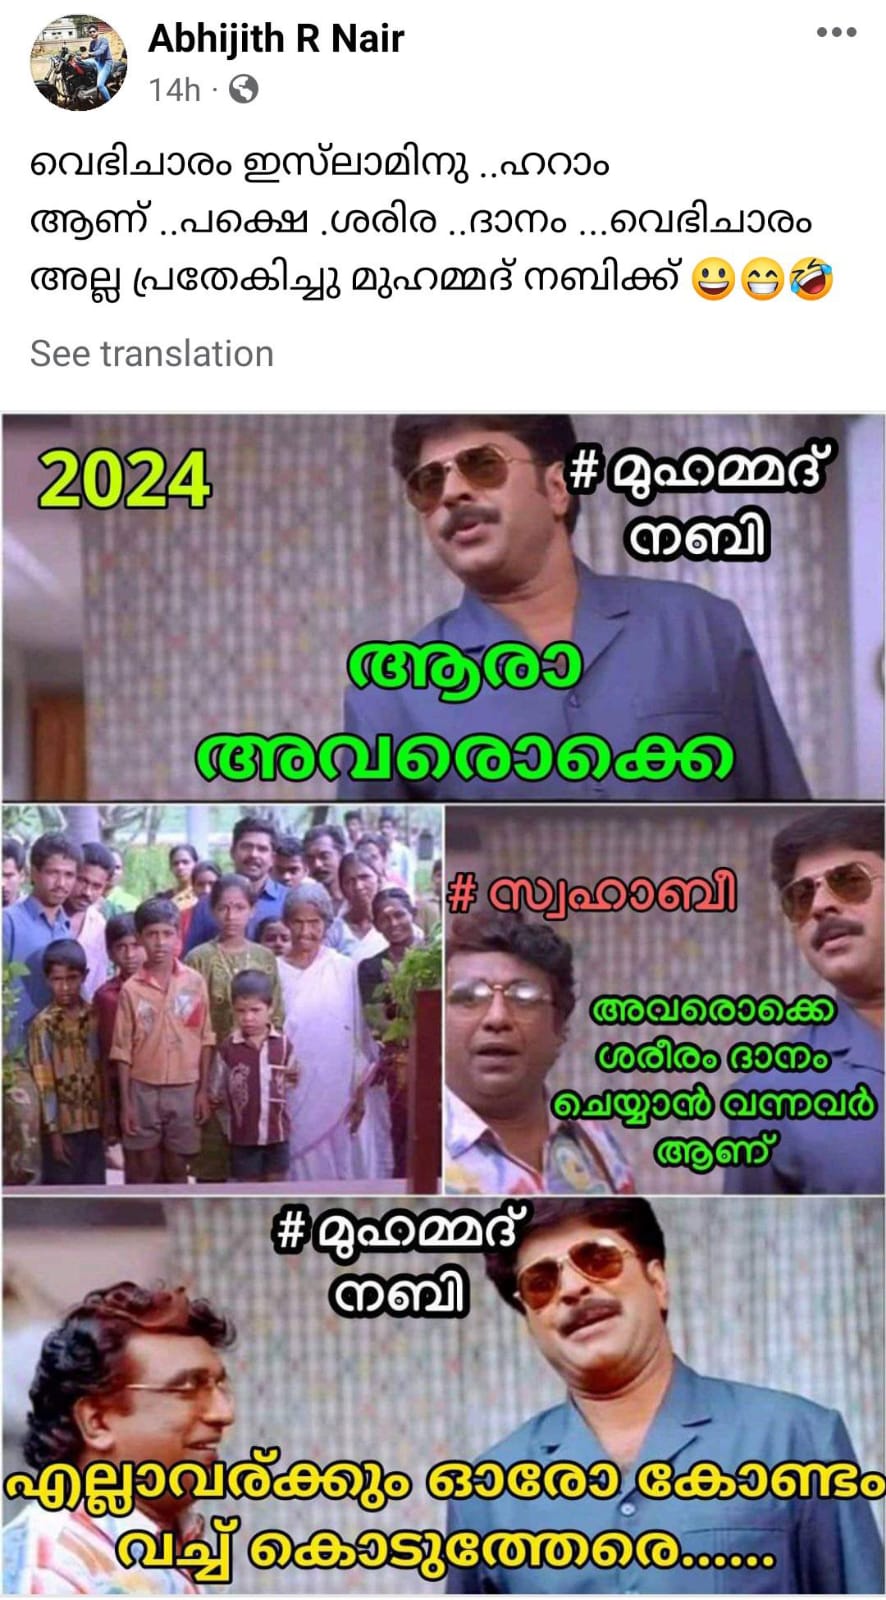 Abhijith R Nair
14h ·
വെഭിചാരം ഇസ്‌ലാമിനു ..ഹറാം
ആണ് ..പക്ഷെ .ശരിര ..ദാനം ...വെഭിചാരം
അല്ല പ്രതേകിച്ചു മുഹമ്മദ് നബിക്ക് 😀😁🤣
See translation
2024
# മുഹമ്മദ്
നബി
ആരാ
അവരൊക്കെ
# സ്വഹാബീ
അവരൊക്കെ
ശരീരം ദാനം
ചെയ്യാൻ വന്നവർ
ആണ്
# മുഹമ്മദ്
നബി
എല്ലാവര്ക്കും ഓരോ കോണ്ടം
വച്ച് കൊടുത്തേരെ......